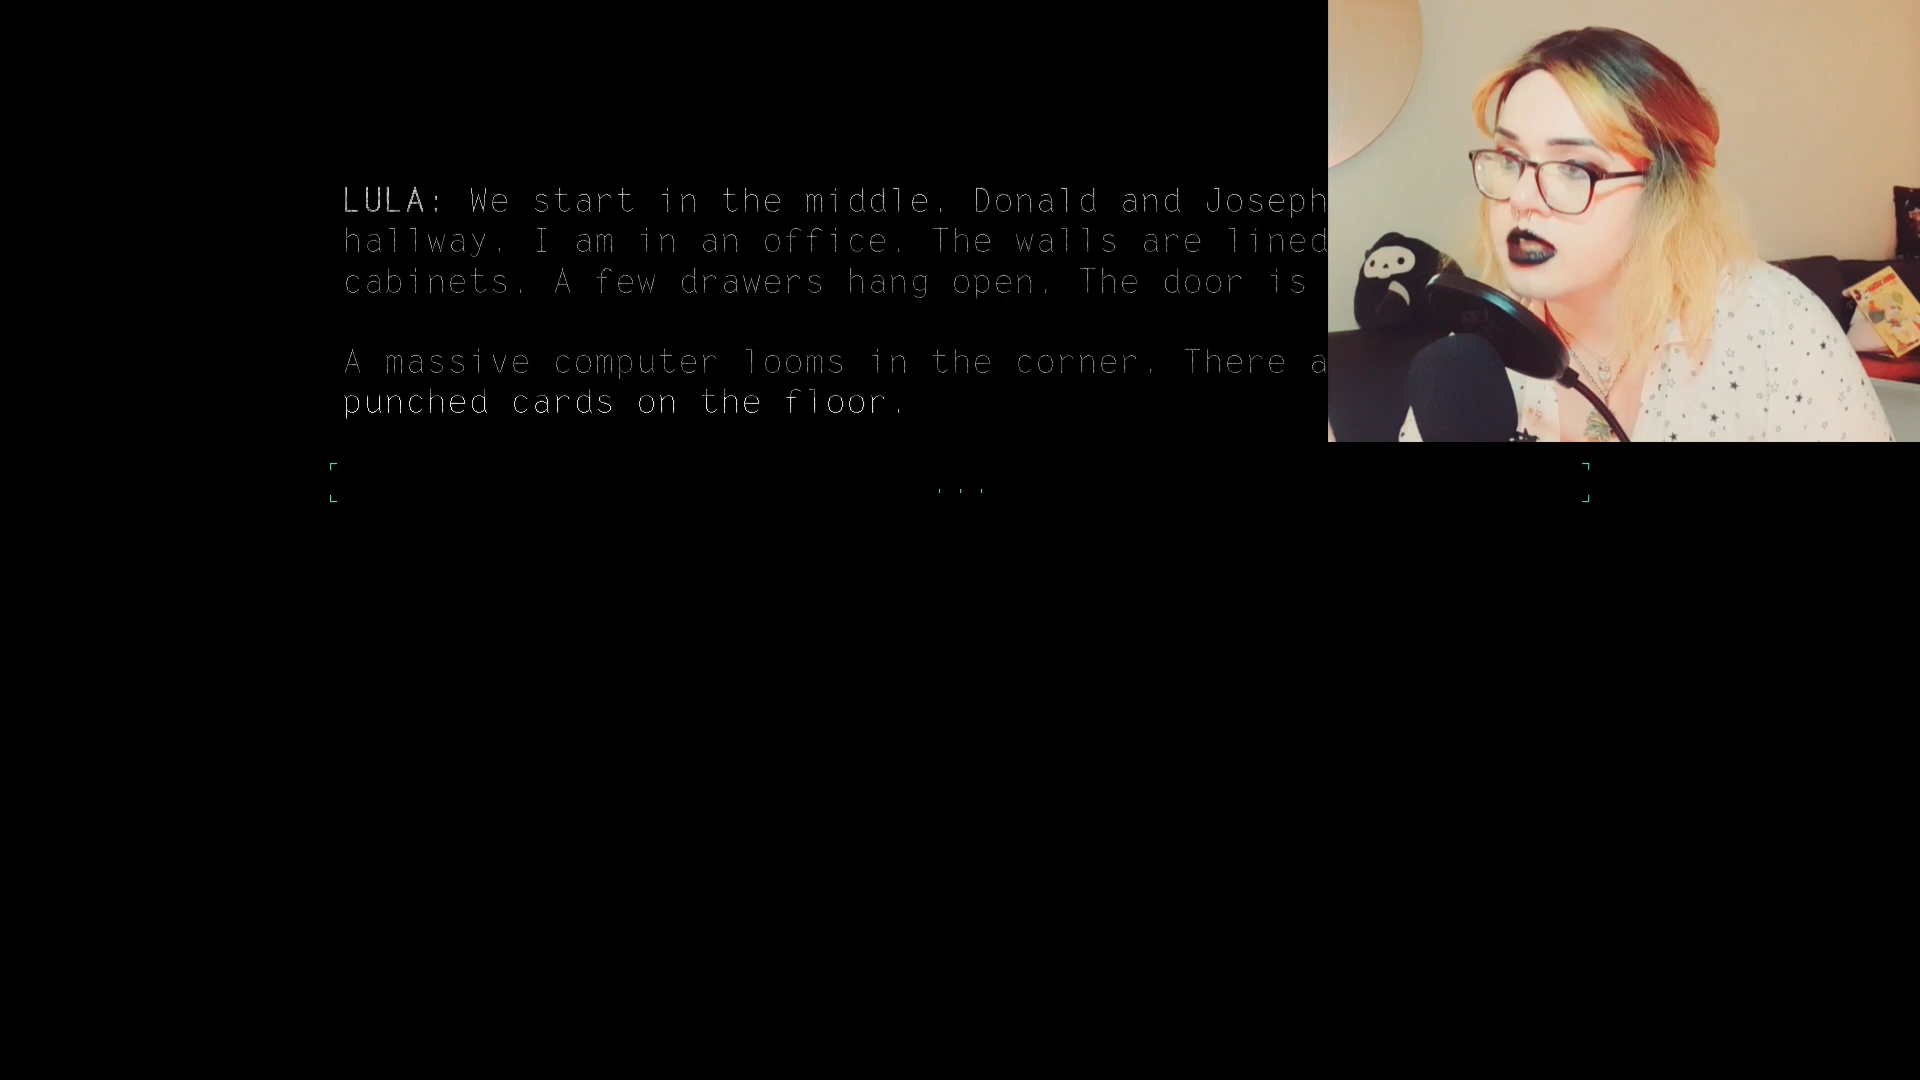 LULA: We start in the middle. Donald and Joseph
hallway. I am in an office. The walls are lined
cabinets. A few drawers hang open. The door is
A massive computer looms in the corner. There a
punched cards on the floor.
...